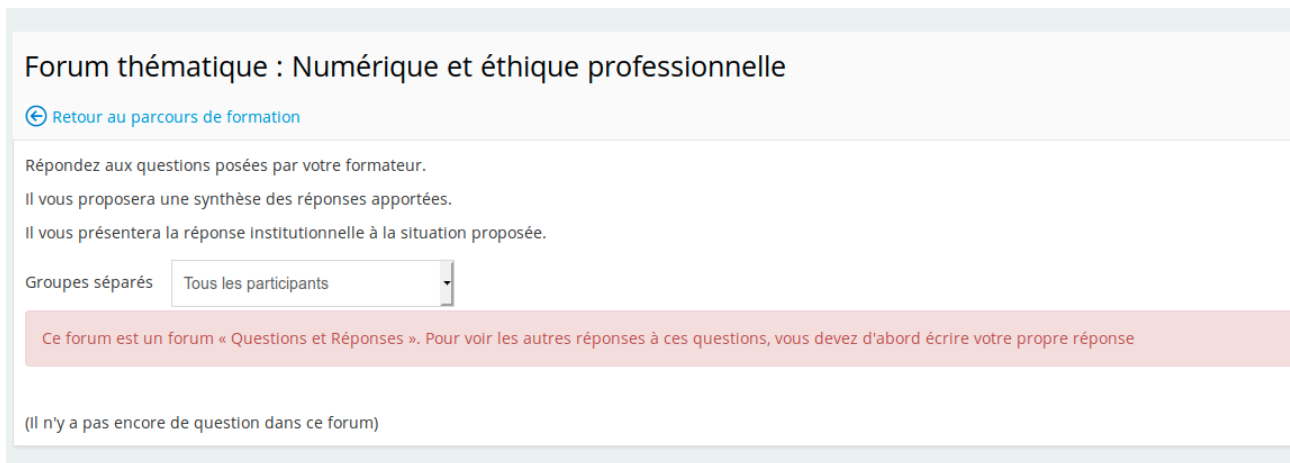 Forum thématique : Numérique et éthique professionnelle
Retour au parcours de formation
Répondez aux questions posées par votre formateur.
Il vous proposera une synthèse des réponses apportées.
Il vous présentera la réponse institutionnelle à la situation proposée.
Groupes séparés Tous les participants
Ce forum est un forum « Questions et Réponses ». Pour voir les autres réponses à ces questions, vous devez d'abord écrire votre propre réponse
(Il n'y a pas encore de question dans ce forum)